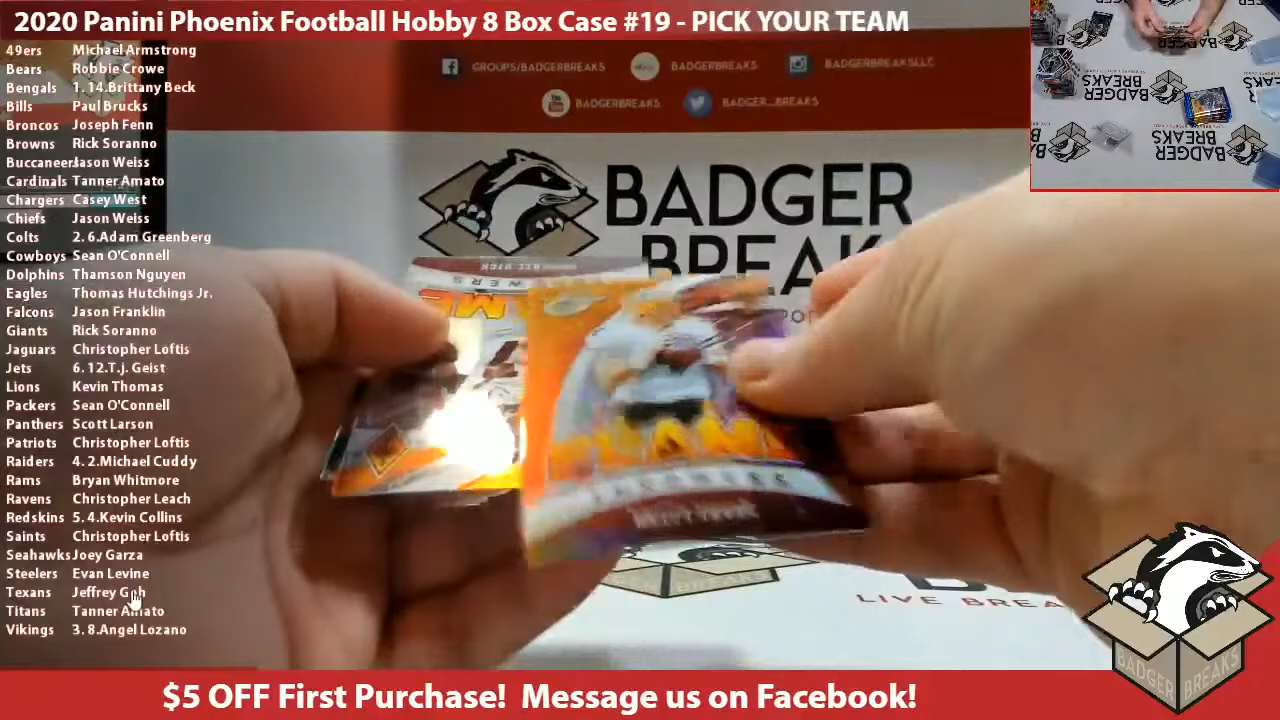 2020 Panini Phoenix Football Hobby 8 Box Case #19 - PICK YOUR TEAM
49ers Michael Armstrong
Bears Robbie Crowe
Bengals 1. 14.Brittany Beck
Bills Paul Brucks
Broncos Joseph Fenn
Browns Rick Soranno
Buccaneers Jason Weiss
Cardinals Tanner Amato
Chargers Casey West
Chiefs Jason Weiss
Colts 2. 6.Adam Greenberg
Cowboys Sean O'Connell
Dolphins Thamson Nguyen
Eagles Thomas Hutchings Jr.
Falcons Jason Franklin
Giants Rick Soranno
Jaguars Christopher Loftis
Jets 6. 12.T.j. Geist
Lions Kevin Thomas
Packers Sean O'Connell
Panthers Scott Larson
Patriots Christopher Loftis
Raiders 4. 2.Michael Cuddy
Rams Bryan Whitmore
Ravens Christopher Leach
Redskins 5. 4.Kevin Collins
Saints Christopher Loftis
Seahawks Joey Garza
Steelers Evan Levine
Texans Jeffrey
Titans Tanner Amato
Vikings 3. 8.Angel Lozano
GROUPS/BADGERBREAKS BADGERBREAKS BADGERBREAKSLLC
BADGERBREAKS BADGER_BREAKS
BADGER
BREAKS
BADGER
BREAKS
LIVE BREA
BADGER BREAKS
$5 OFF First Purchase! Message us on Facebook!